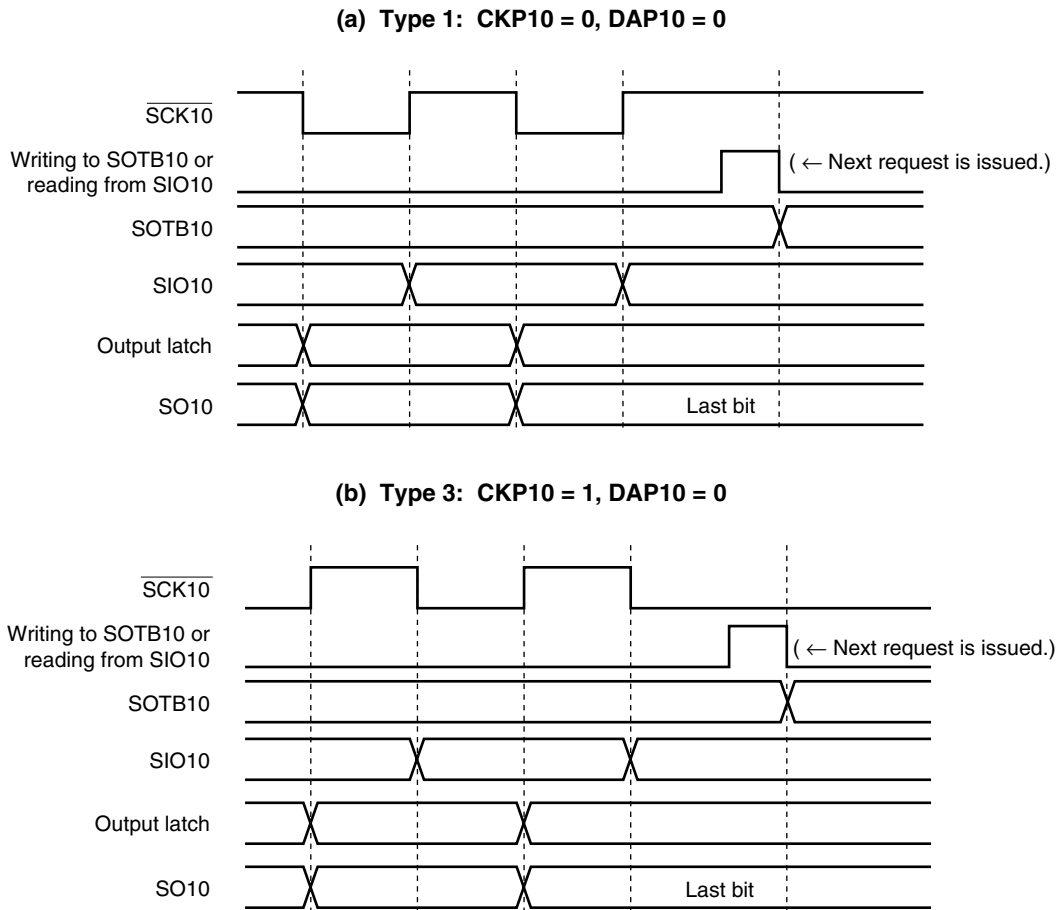 (a) Type 1: CKP10 = 0, DAP10 = 0
SCK10
Writing to SOTB10 or
reading from SIO10
( ← Next request is issued.)
SOTB10
SIO10
Output latch
SO10
Last bit
(b) Type 3: CKP10 = 1, DAP10 = 0
SCK10
Writing to SOTB10 or
reading from SIO10
( ← Next request is issued.)
SOTB10
SIO10
Output latch
SO10
Last bit